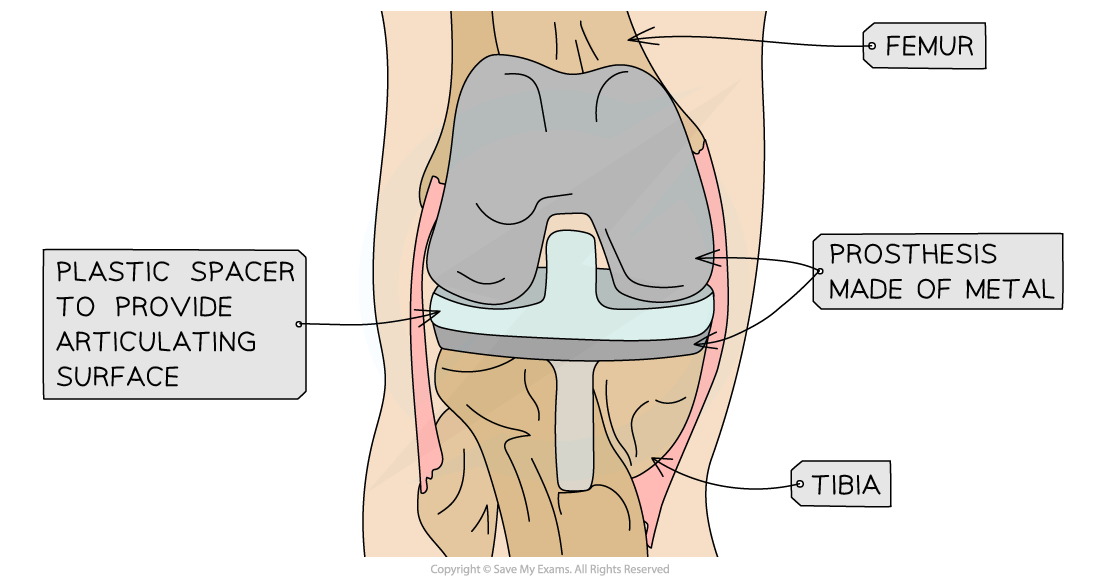 FEMUR
PLASTIC SPACER
TO PROVIDE
ARTICULATING
SURFACE
PROSTHESIS
MADE OF METAL
TIBIA
Copyright © Save My Exams. All Rights Reserved